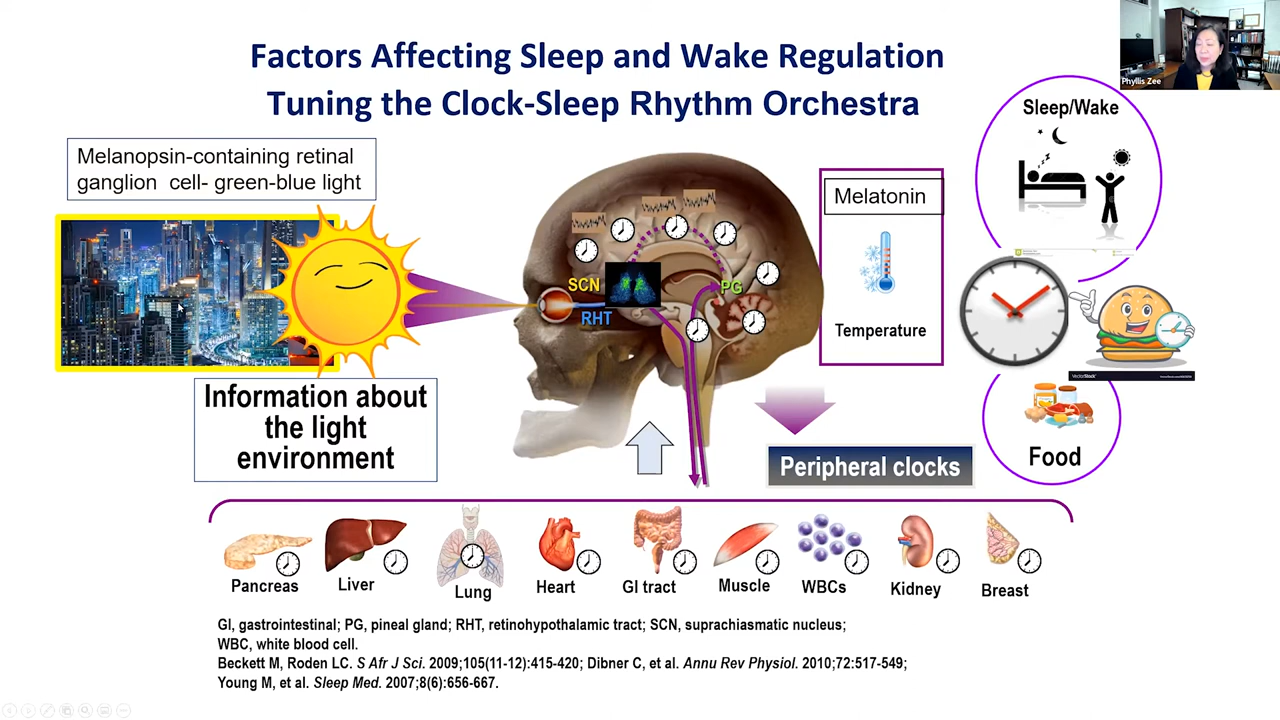 Factors Affecting Sleep and Wake Regulation
Tuning the Clock-Sleep Rhythm Orchestra
Phyllis Zee
Melanopsin-containing retinal
ganglion cell- green-blue light
Information about
the light
environment
SCN
RHT
PG
Melatonin
Temperature
Sleep/Wake
VectorStock
Food
Peripheral clocks
Pancreas
Liver
Lung
Heart
GI tract
Muscle
WBCs
Kidney
Breast
GI, gastrointestinal; PG, pineal gland; RHT, retinohypothalamic tract; SCN, suprachiasmatic nucleus;
WBC, white blood cell.
Beckett M, Roden LC. S Afr J Sci. 2009;105(11-12):415-420; Dibner C, et al. Annu Rev Physiol. 2010;72:517-549;
Young M, et al. Sleep Med. 2007;8(6):656-667.